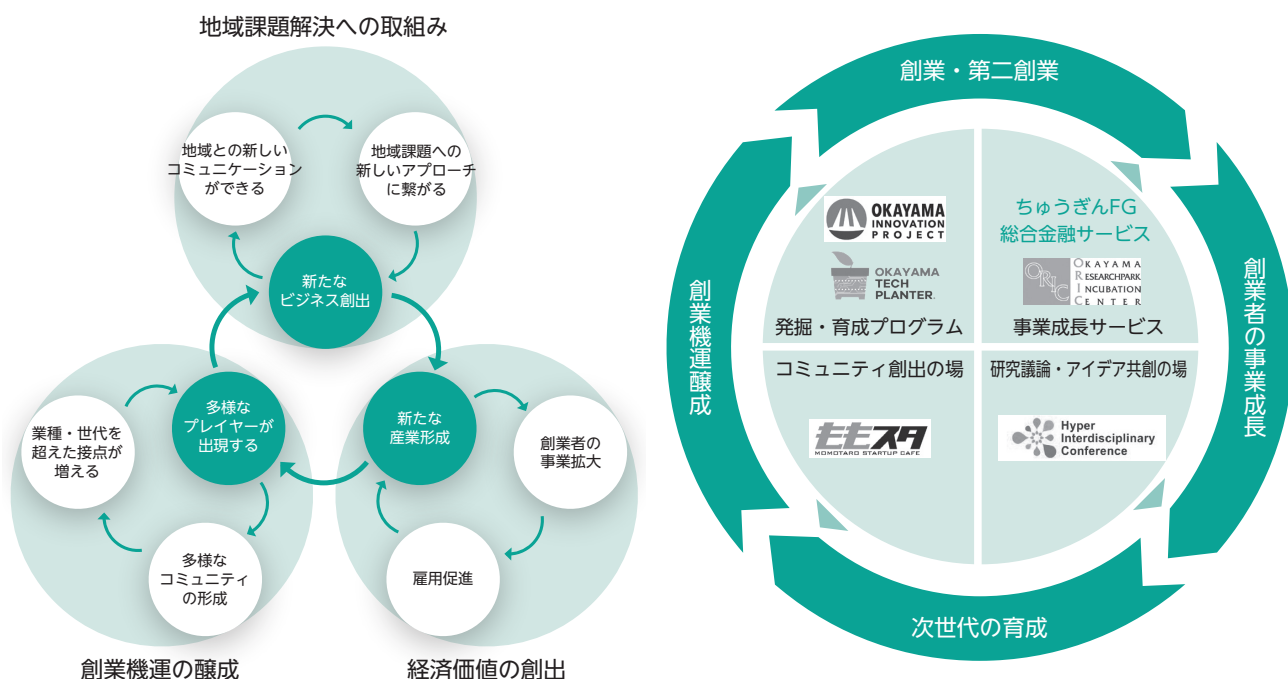 地域課題解決への取組み
地域との新しい
コミュニケーション
ができる
地域課題への
新しいアプローチ
に繋がる
新たな
ビジネス創出
業種・世代を
超えた接点が
増える
多様な
プレイヤーが
出現する
多様な
コミュニティ
の形成
新たな
産業形成
創業者の
事業拡大
雇用促進
創業機運の醸成
経済価値の創出
創業・第二創業
創業機運醸成
創業者の事業成長
次世代の育成
OKAYAMA
INNOVATION
PROJECT
OKAYAMA
TECH
PLANTER.
発掘・育成プログラム
ちゅうぎんFG
総合金融サービス
ORIC
OKAYAMA
RESEARCHPARK
INCUBATION
CENTER
事業成長サービス
コミュニティ創出の場
ももスタ
MOMOTARO STARTUP CAFE
研究議論・アイデア共創の場
Hyper
Interdisciplinary
Conference